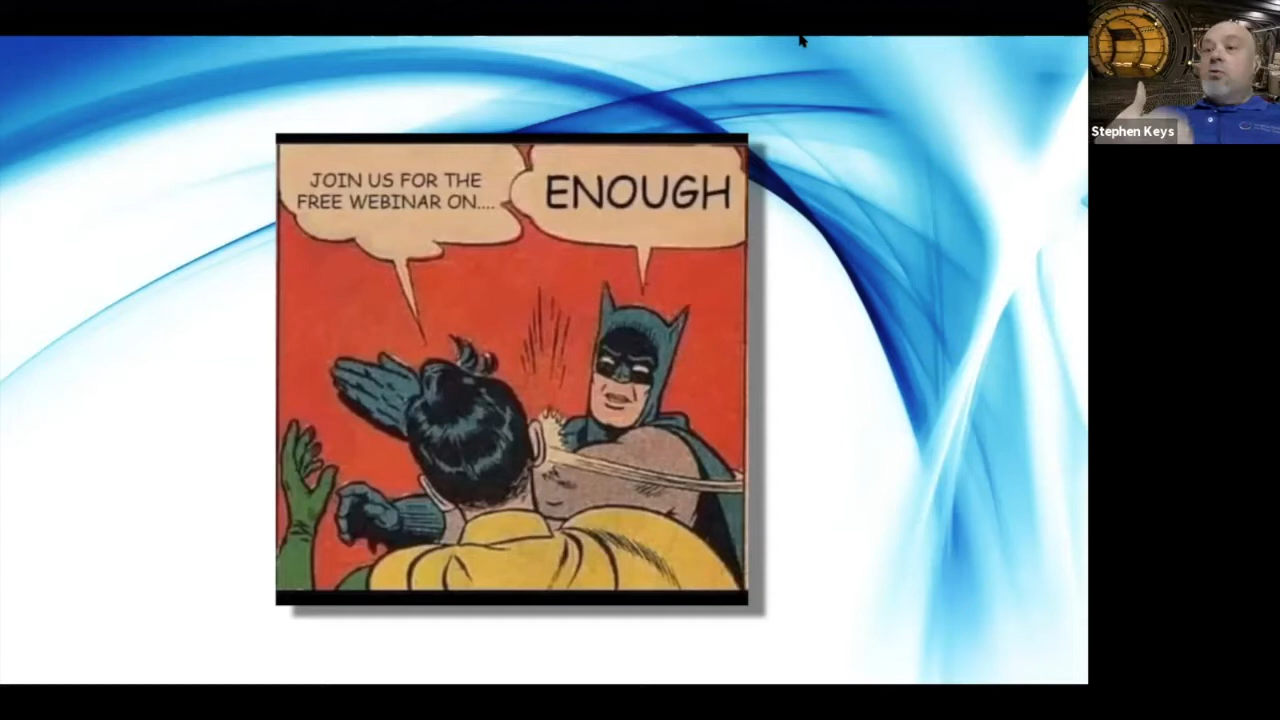 JOIN US FOR THE
FREE WEBINAR ON....
ENOUGH
Stephen Keys